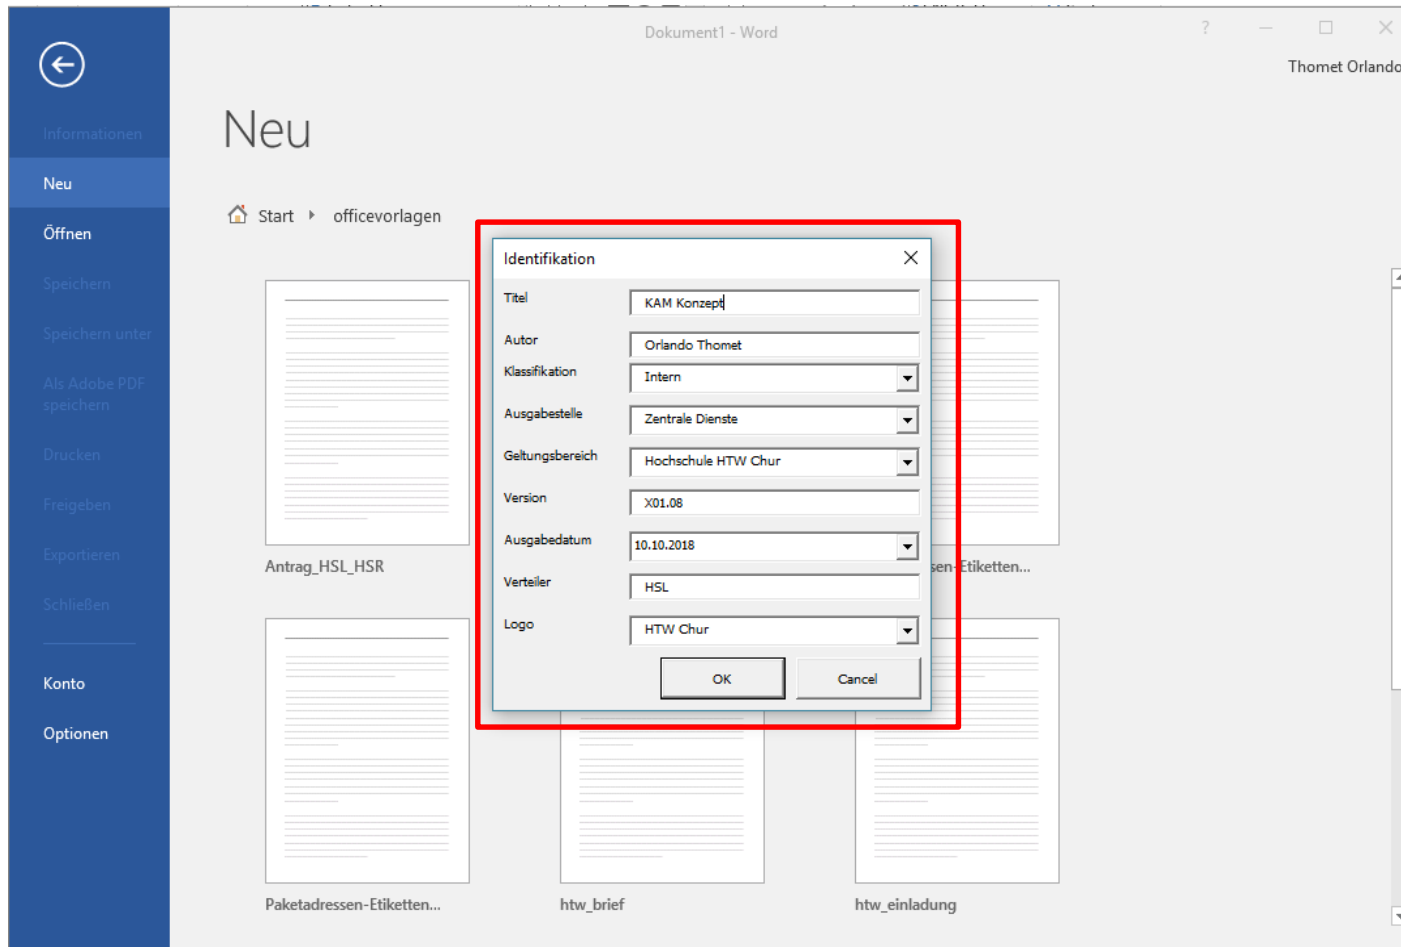 Dokument1 - Word
?
Thomet Orlando
Informationen
Neu
Öffnen
Speichern
Speichern unter
Als Adobe PDF
speichern
Drucken
Freigeben
Exportieren
Schließen
Konto
Optionen
Neu
Start
officevorlagen
Identifikation
Titel
KAM Konzept
Autor
Orlando Thomet
Klassifikation
Intern
Ausgabestelle
Zentrale Dienste
Geltungsbereich
Hochschule HTW Chur
Version
X01.08
Ausgabedatum
10.10.2018
Verteiler
HSL
Logo
HTW Chur
OK
Cancel
Antrag_HSL_HSR
sen-Etiketten...
Paketadressen-Etiketten...
htw_brief
htw_einladung